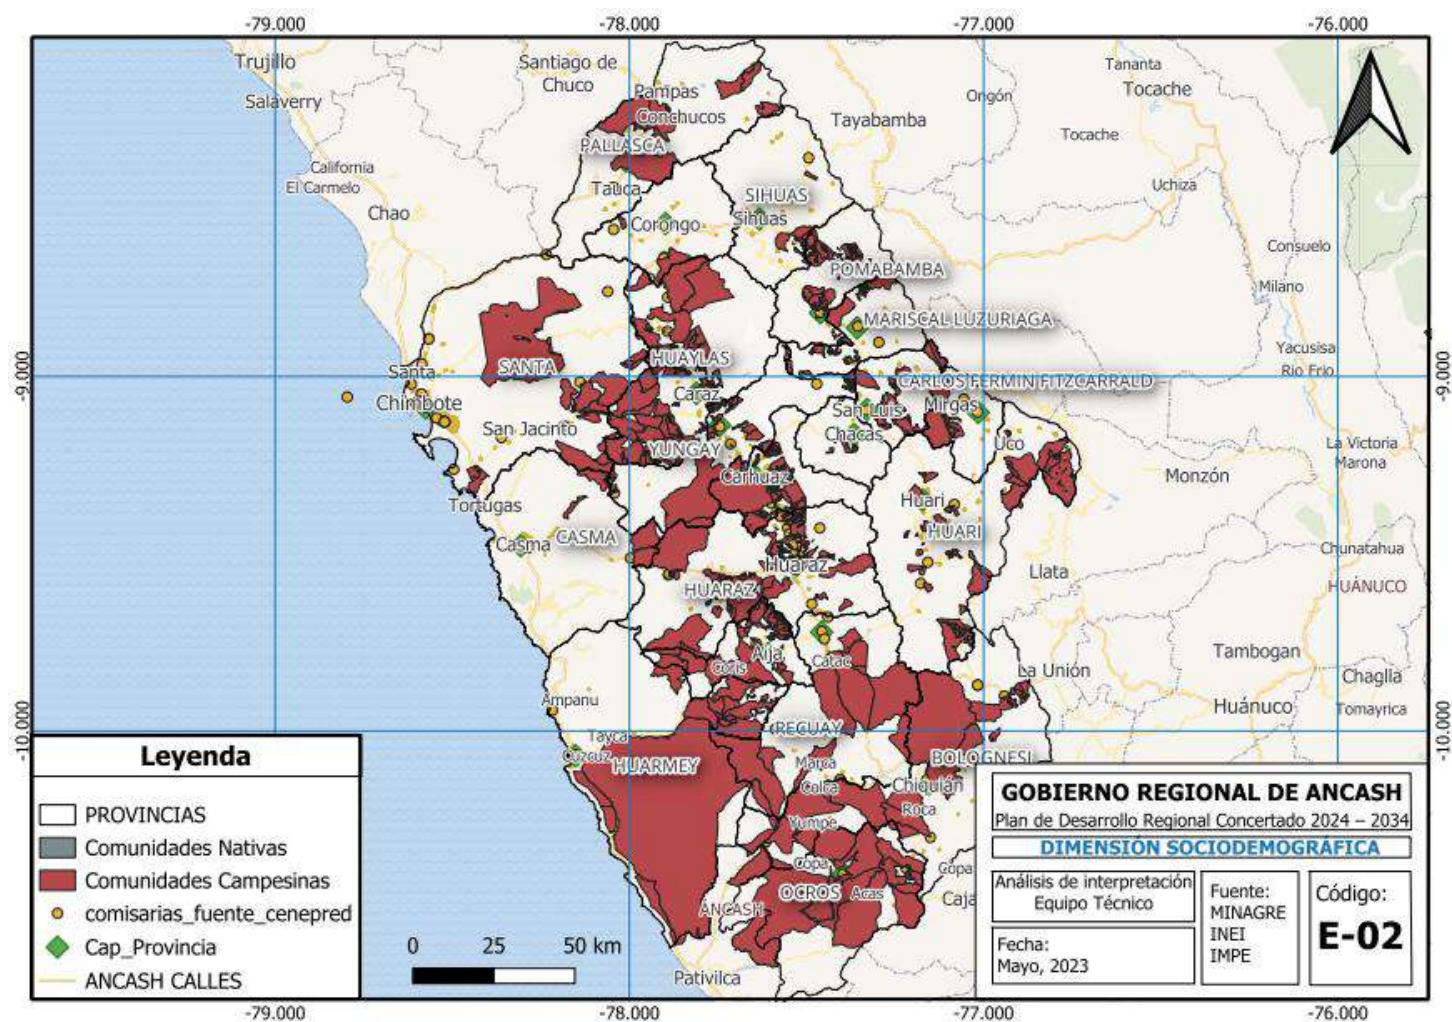 -79.000
-78.000
-77.000
-76.000
Trujillo
Salaverry
Santiago de
Chuco
Pampas
Conchucos
PALLASCA
Tauca
Tayabamba
Ongón
Tananta
Tocache
Tocache
Uchiza
California
El Carmelo
Chao
SIHUAS
Sihuas
Corongo
POMABAMBA
Consuelo
Milano
MARISCAL LUZURIAGA
Yacusisa
Rio Frio
-9.000
-9.000
Santa
SANTA
HUAYLAS
CARLOS FERMIN FITZCARRALD
Chimbote
Caraz
San Luis
Mirgas
San Jacinto
Chacas
Uco
YUNGAY
La Victoria
Marona
Carhuaz
Monzón
Tortugas
Huari
HUARI
Casma
CASMA
Chunatahua
Huaraz
Llata
HUÁNUCO
HUARAZ
Aija
Coris
Catac
La Unión
Tambogan
Chaglla
Ampanu
Huánuco
Tomayrica
-10.000
-10.000
RECUAY
Tayca
Cuzcuz
HUARMEY
Marca
Colca
BOLOGNESI
Chiquián
Roca
Yumpe
Copa
OCROS
Acas
Copa
Caja
ANCASH
Pativilca
Leyenda
PROVINCIAS
Comunidades Nativas
Comunidades Campesinas
comisarias_fuente_cenepred
Cap_Provincia
ANCASH CALLES
0 25 50 km
GOBIERNO REGIONAL DE ANCASH
Plan de Desarrollo Regional Concertado 2024 – 2034
DIMENSIÓN SOCIODEMOGRÁFICA
Análisis de interpretación
Equipo Técnico
Fecha:
Mayo, 2023
Fuente:
MINAGRE
INEI
IMPE
Código:
E-02
-79.000
-78.000
-77.000
-76.000